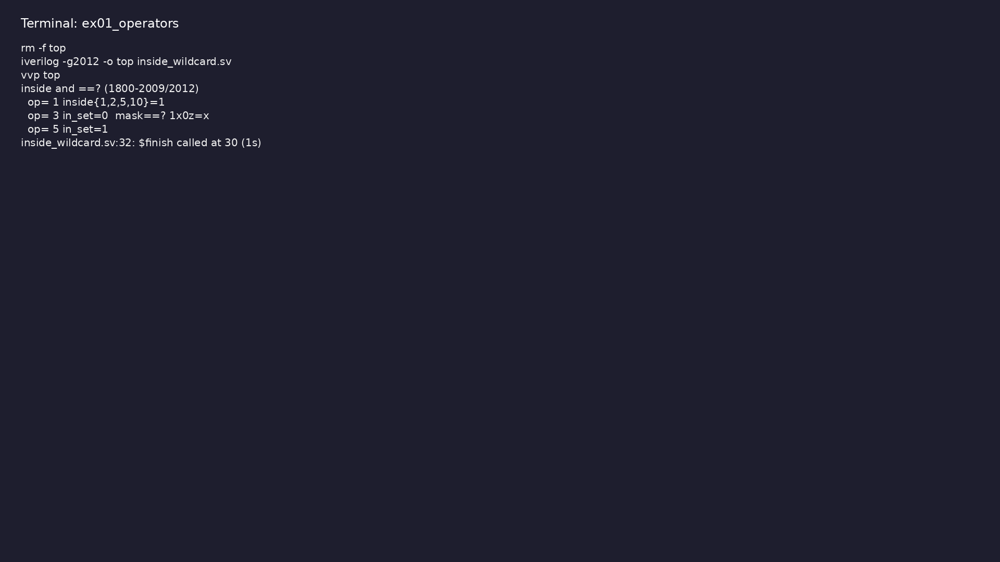 Terminal: ex01_operators
rm -f top
iverilog -g2012 -o top inside_wildcard.sv
vvp top
inside and ==? (1800-2009/2012)
  op= 1 inside{1,2,5,10}=1
  op= 3 in_set=0  mask==? 1x0z=x
  op= 5 in_set=1
inside_wildcard.sv:32: $finish called at 30 (1s)